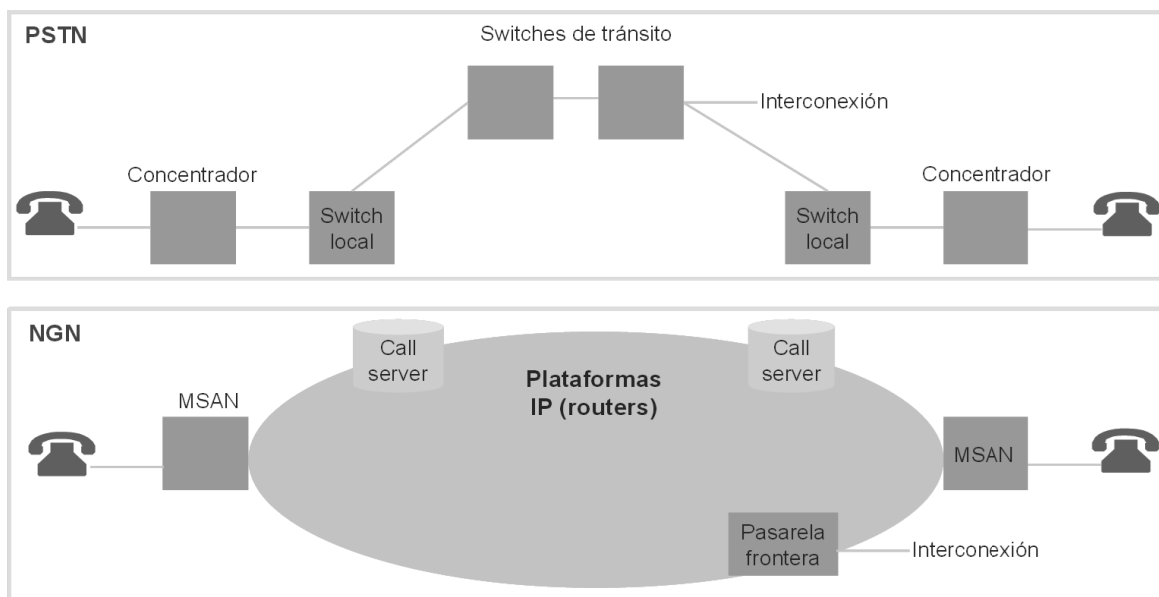 PSTN
Switches de tránsito
Interconexión
Concentrador
Concentrador
Switch
local
Switch
local
NGN
Call
server
Call
server
Plataformas
IP (routers)
MSAN
MSAN
Pasarela
frontera
Interconexión